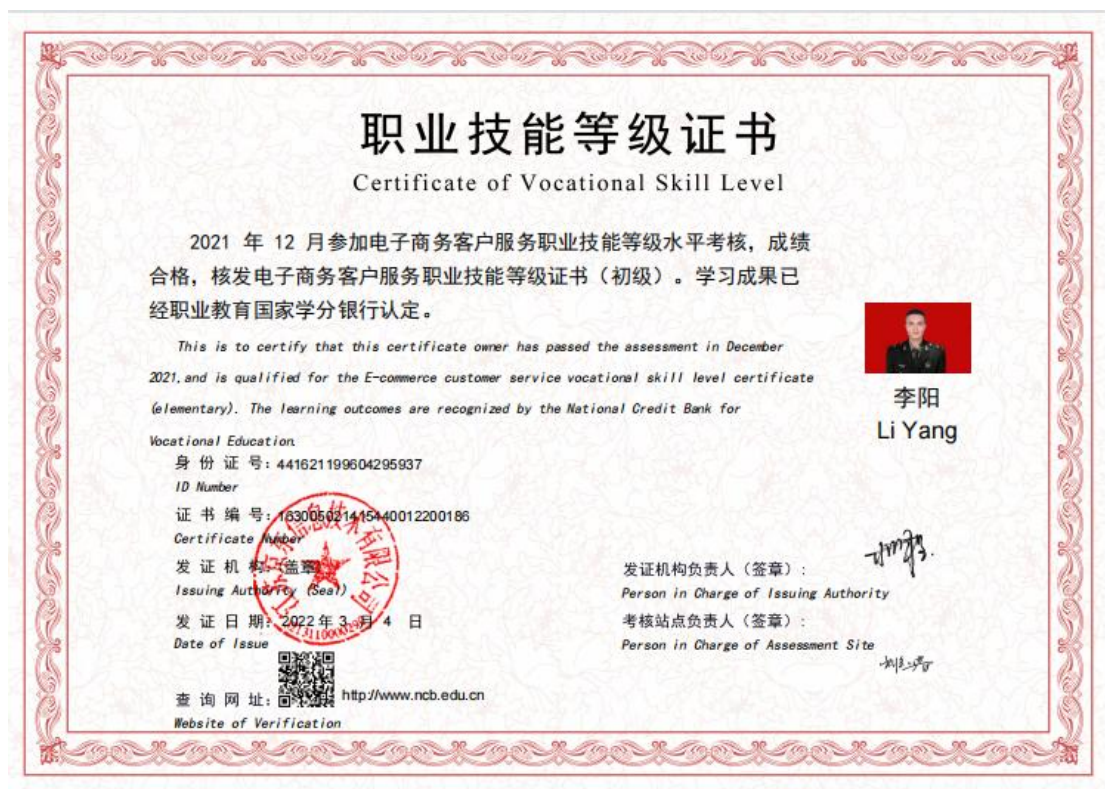 职业技能等级证书
Certificate of Vocational Skill Level
2021 年 12 月参加电子商务客户服务职业技能等级水平考核，成绩
合格，核发电子商务客户服务职业技能等级证书（初级）。学习成果已
经职业教育国家学分银行认定。
This is to certify that this certificate owner has passed the assessment in December
2021, and is qualified for the E-commerce customer service vocational skill level certificate
(elementary). The learning outcomes are recognized by the National Credit Bank for
Vocational Education.
李阳
Li Yang
身 份 证 号：441621199604295937
ID Number
证 书 编 号：163005021415440012200186
Certificate Number
发 证 机 构：（盖章）
Issuing Authority (Seal)
发 证 日 期：2022 年 3 月 4 日
Date of Issue
查 询 网 址：http://www.ncb.edu.cn
Website of Verification
发证机构负责人（签章）：
Person in Charge of Issuing Authority
考核站点负责人（签章）：
Person in Charge of Assessment Site